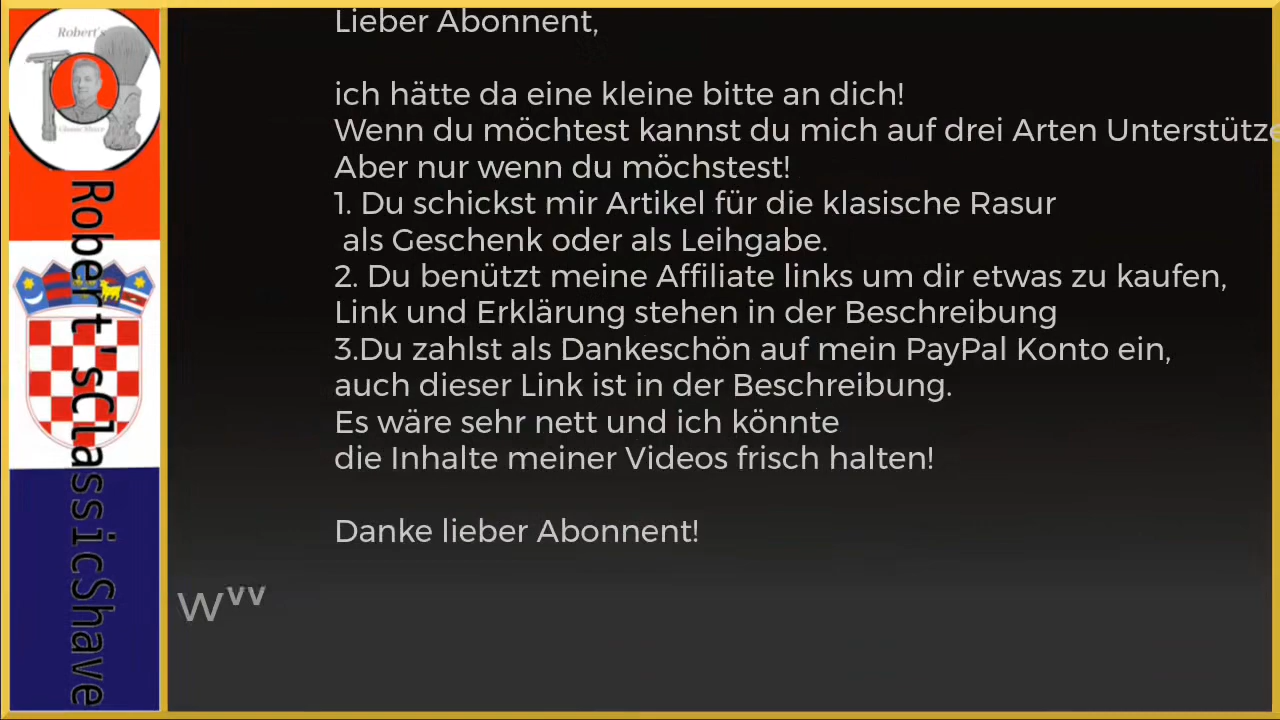 Robert's
Classic Shave
Robert'sClassicShave
Lieber Abonnent,
ich hätte da eine kleine bitte an dich!
Wenn du möchtest kannst du mich auf drei Arten Unterstütze
Aber nur wenn du möchstest!
1. Du schickst mir Artikel für die klasische Rasur
als Geschenk oder als Leihgabe.
2. Du benützt meine Affiliate links um dir etwas zu kaufen,
Link und Erklärung stehen in der Beschreibung
3.Du zahlst als Dankeschön auf mein PayPal Konto ein,
auch dieser Link ist in der Beschreibung.
Es wäre sehr nett und ich könnte
die Inhalte meiner Videos frisch halten!
Danke lieber Abonnent!
w